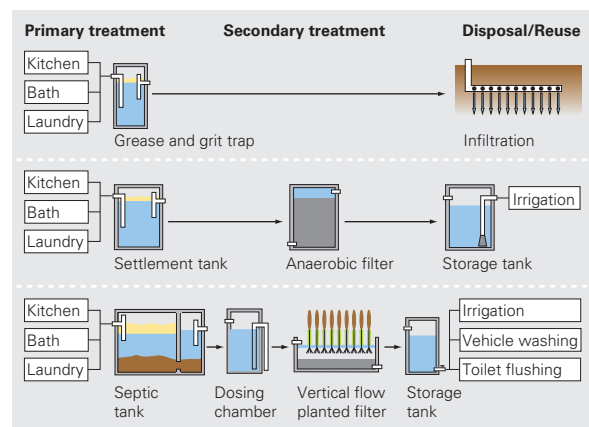 Primary treatment
Secondary treatment
Disposal/Reuse
Kitchen
Bath
Laundry
Grease and grit trap
Infiltration
Kitchen
Bath
Laundry
Irrigation
Settlement tank
Anaerobic filter
Storage tank
Kitchen
Bath
Laundry
Irrigation
Vehicle washing
Toilet flushing
Septic
tank
Dosing
chamber
Vertical flow
planted filter
Storage
tank